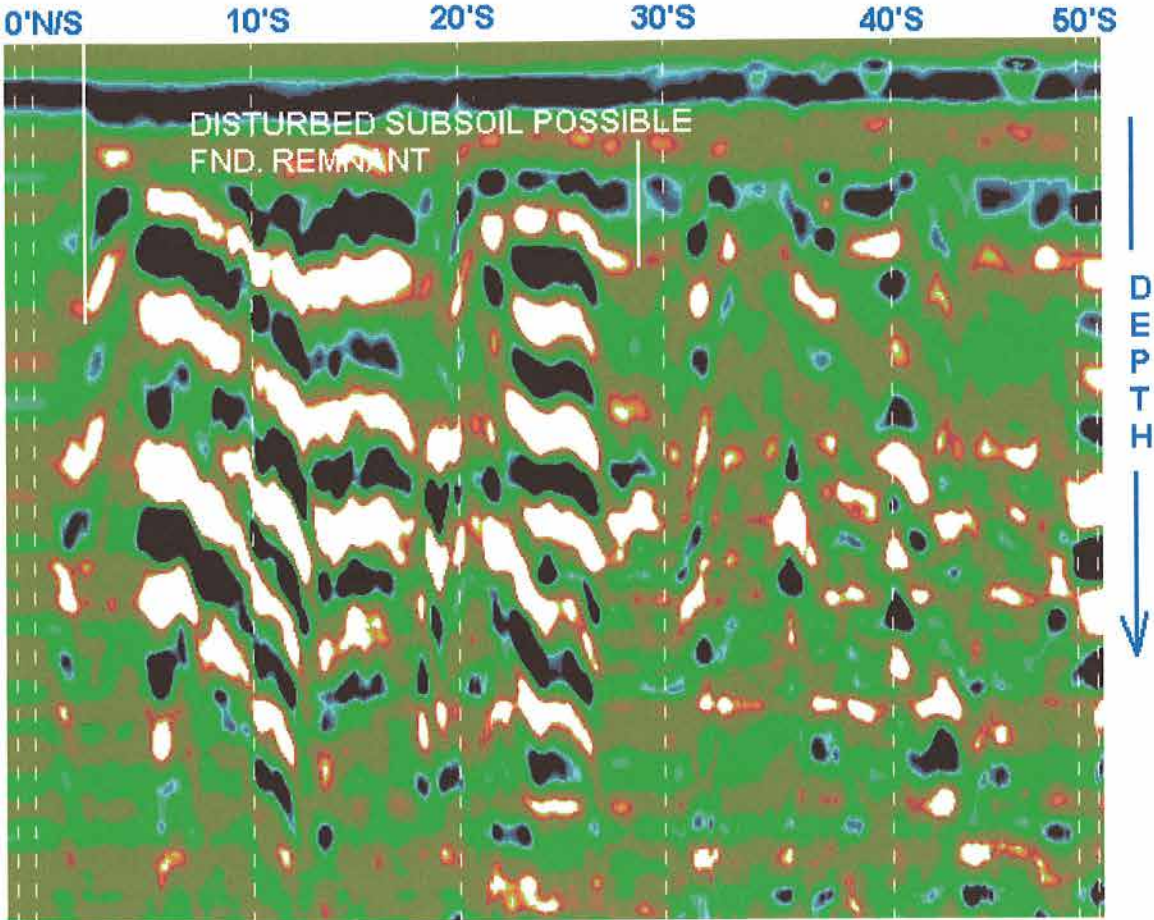 0'N/S 10'S 20'S 30'S 40'S 50'S
DISTURBED SUBSOIL POSSIBLE
FND. REMNANT
DEPTH